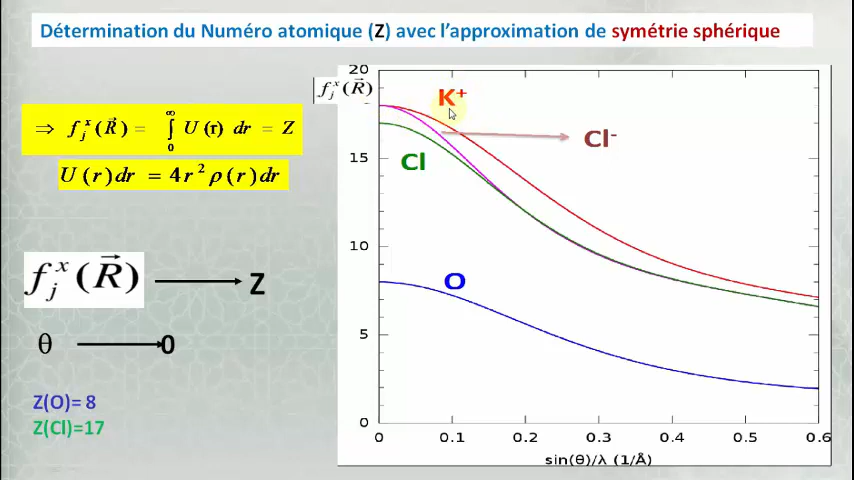 Détermination du Numéro atomique (Z) avec l'approximation de symétrie sphérique
⇒ f_j^x(R⃗) = ∫_0^∞ U(r) dr = Z
U(r)dr = 4r²ρ(r)dr
f_j^x(R⃗) → Z
θ → 0
Z(O)= 8
Z(Cl)=17
f_j^x(R⃗)
20
15
10
5
0
K⁺
Cl⁻
Cl
O
0 0.1 0.2 0.3 0.4 0.5 0.6
sin(θ)/λ (1/Å)